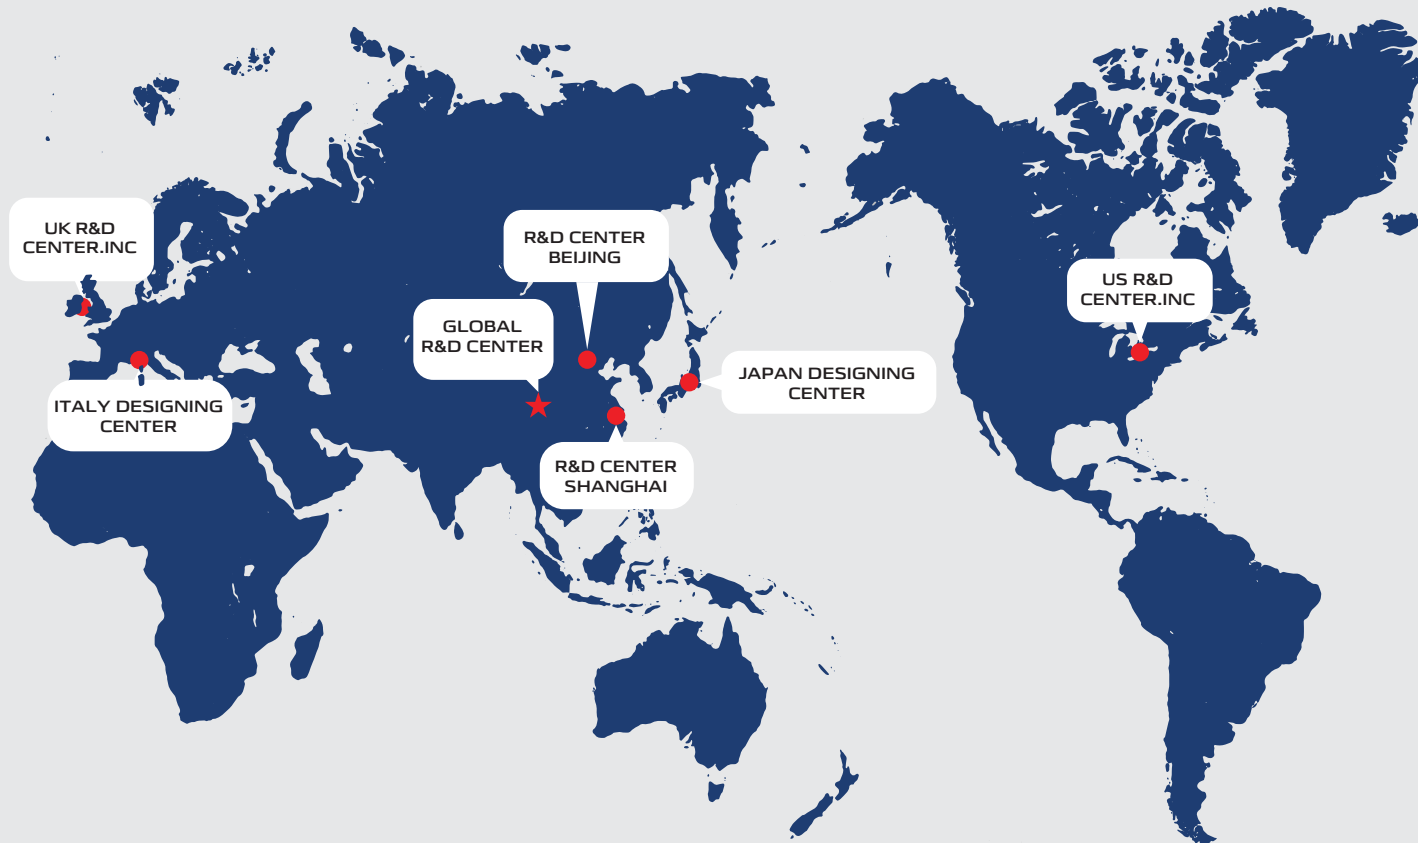 UK R&D
CENTER.INC
R&D CENTER
BEIJING
GLOBAL
R&D CENTER
US R&D
CENTER.INC
ITALY DESIGNING
CENTER
JAPAN DESIGNING
CENTER
R&D CENTER
SHANGHAI